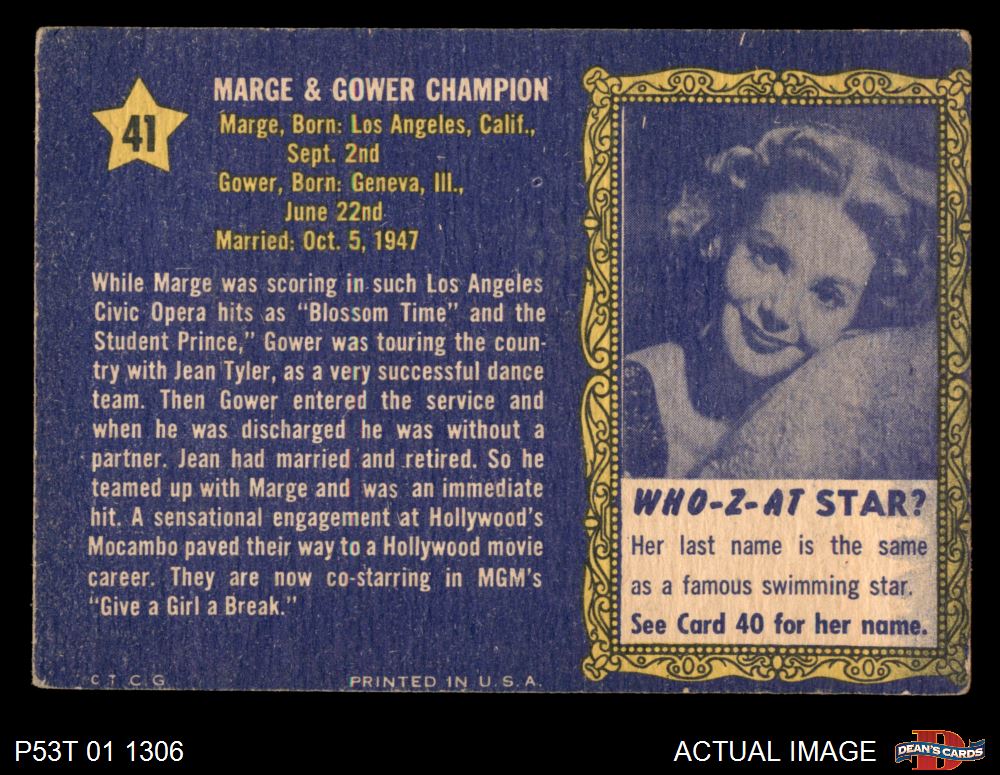 41
MARGE & GOWER CHAMPION
Marge, Born: Los Angeles, Calif.,
Sept. 2nd
Gower, Born: Geneva, Ill.,
June 22nd
Married: Oct. 5, 1947
While Marge was scoring in such Los Angeles
Civic Opera hits as “Blossom Time” and the
Student Prince,” Gower was touring the coun-
try with Jean Tyler, as a very successful dance
team. Then Gower entered the service and
when he was discharged he was without a
partner. Jean had married and retired. So he
teamed up with Marge and was an immediate
hit. A sensational engagement at Hollywood’s
Mocambo paved their way to a Hollywood movie
career. They are now co-starring in MGM’s
“Give a Girl a Break.”
C T. C. G.
PRINTED IN U. S. A.
WHO-Z-AT STAR?
Her last name is the same
as a famous swimming star.
See Card 40 for her name.
P53T 01 1306
ACTUAL IMAGE
DEAN'S CARDS